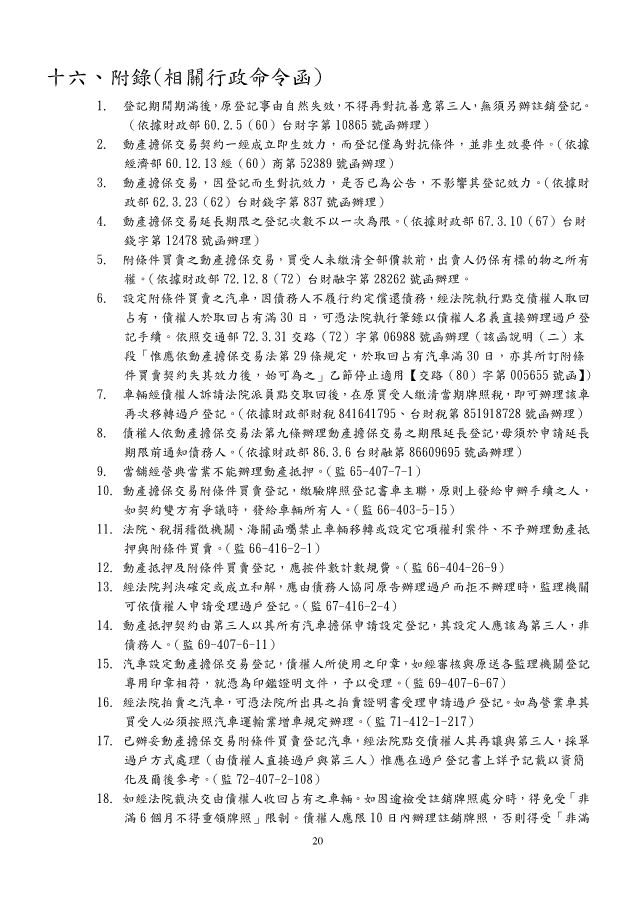 十六、附錄(相關行政命令函)
1. 登記期間期滿後，原登記事由自然失效，不得再對抗善意第三人，無須另辦註銷登記。
（依據財政部 60.2.5（60）台財字第 10865 號函辦理）
2. 動產擔保交易契約一經成立即生效力，而登記僅為對抗條件，並非生效要件。（依據
經濟部 60.12.13 經（60）商第 52389 號函辦理）
3. 動產擔保交易，因登記而生對抗效力，是否已為公告，不影響其登記效力。（依據財
政部 62.3.23（62）台財錢字第 837 號函辦理）
4. 動產擔保交易延長期限之登記次數不以一次為限。（依據財政部 67.3.10（67）台財
錢字第 12478 號函辦理）
5. 附條件買賣之動產擔保交易，買受人未繳清全部價款前，出賣人仍保有標的物之所有
權。（依據財政部 72.12.8（72）台財融字第 28262 號函辦理。
6. 設定附條件買賣之汽車，因債務人不履行約定償還債務，經法院執行點交債權人取回
占有，債權人於取回占有滿 30 日，可憑法院執行筆錄以債權人名義直接辦理過戶登
記手續。依照交通部 72.3.31 交路（72）字第 06988 號函辦理（該函說明（二）末
段「惟應依動產擔保交易法第 29 條規定，於取回占有汽車滿 30 日，亦其所訂附條
件買賣契約失其效力後，始可為之」乙節停止適用【交路（80）字第 005655 號函】）
7. 車輛經債權人訴請法院派員點交取回後，在原買受人繳清當期牌照稅，即可辦理該車
再次移轉過戶登記。（依據財政部財稅 841641795、台財稅第 851918728 號函辦理）
8. 債權人依動產擔保交易法第九條辦理動產擔保交易之期限延長登記，毋須於申請延長
期限前通知債務人。（依據財政部 86.3.6 台財融第 86609695 號函辦理）
9. 當舖經營典當業不能辦理動產抵押。（監 65-407-7-1）
10. 動產擔保交易附條件買賣登記，繳驗牌照登記書車主聯，原則上發給申辦手續之人，
如契約雙方有爭議時，發給車輛所有人。（監 66-403-5-15）
11. 法院、稅捐稽徵機關、海關函囑禁止車輛移轉或設定它項權利案件、不予辦理動產抵
押與附條件買賣。（監 66-416-2-1）
12. 動產抵押及附條件買賣登記，應按件數計數規費。（監 66-404-26-9）
13. 經法院判決確定或成立和解，應由債務人協同原告辦理過戶而拒不辦理時，監理機關
可依債權人申請受理過戶登記。（監 67-416-2-4）
14. 動產抵押契約由第三人以其所有汽車擔保申請設定登記，其設定人應該為第三人，非
債務人。（監 69-407-6-11）
15. 汽車設定動產擔保交易登記，債權人所使用之印章，如經審核與原送各監理機關登記
專用印章相符，就憑為印鑑證明文件，予以受理。（監 69-407-6-67）
16. 經法院拍賣之汽車，可憑法院所出具之拍賣證明書受理申請過戶登記。如為營業車其
買受人必須按照汽車運輸業增車規定辦理。（監 71-412-1-217）
17. 已辦妥動產擔保交易附條件買賣登記汽車，經法院點交債權人其再讓與第三人，採單
過戶方式處理（由債權人直接過戶與第三人）惟應在過戶登記書上詳予記載以資簡
化及爾後參考。（監 72-407-2-108）
18. 如經法院裁決交由債權人收回占有之車輛。如因逾檢受註銷牌照處分時，得免受「非
滿 6 個月不得重領牌照」限制。債權人應限 10 日內辦理註銷牌照，否則得受「非滿
20